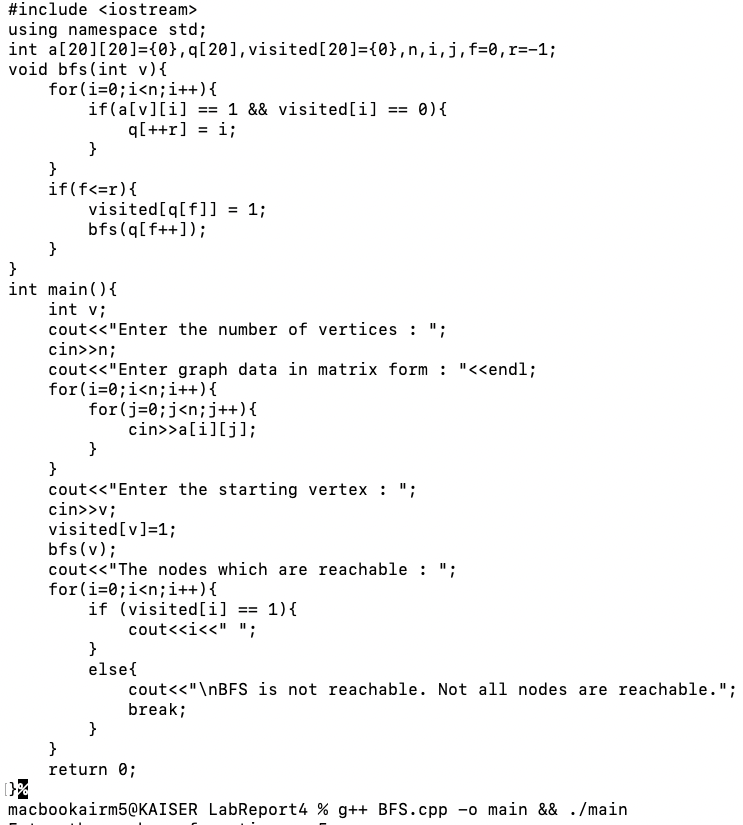 #include <iostream>
using namespace std;
int a[20][20]={0},q[20],visited[20]={0},n,i,j,f=0,r=-1;
void bfs(int v){
    for(i=0;i<n;i++){
        if(a[v][i] == 1 && visited[i] == 0){
            q[++r] = i;
        }
    }
    if(f<=r){
        visited[q[f]] = 1;
        bfs(q[f++]);
    }
}
int main(){
    int v;
    cout<<"Enter the number of vertices : ";
    cin>>n;
    cout<<"Enter graph data in matrix form : "<<endl;
    for(i=0;i<n;i++){
        for(j=0;j<n;j++){
            cin>>a[i][j];
        }
    }
    cout<<"Enter the starting vertex : ";
    cin>>v;
    visited[v]=1;
    bfs(v);
    cout<<"The nodes which are reachable : ";
    for(i=0;i<n;i++){
        if (visited[i] == 1){
            cout<<i<<" ";
        }
        else{
            cout<<"\nBFS is not reachable. Not all nodes are reachable.";
            break;
        }
    }
    return 0;
}%
macbookairm5@KAISER LabReport4 % g++ BFS.cpp -o main && ./main